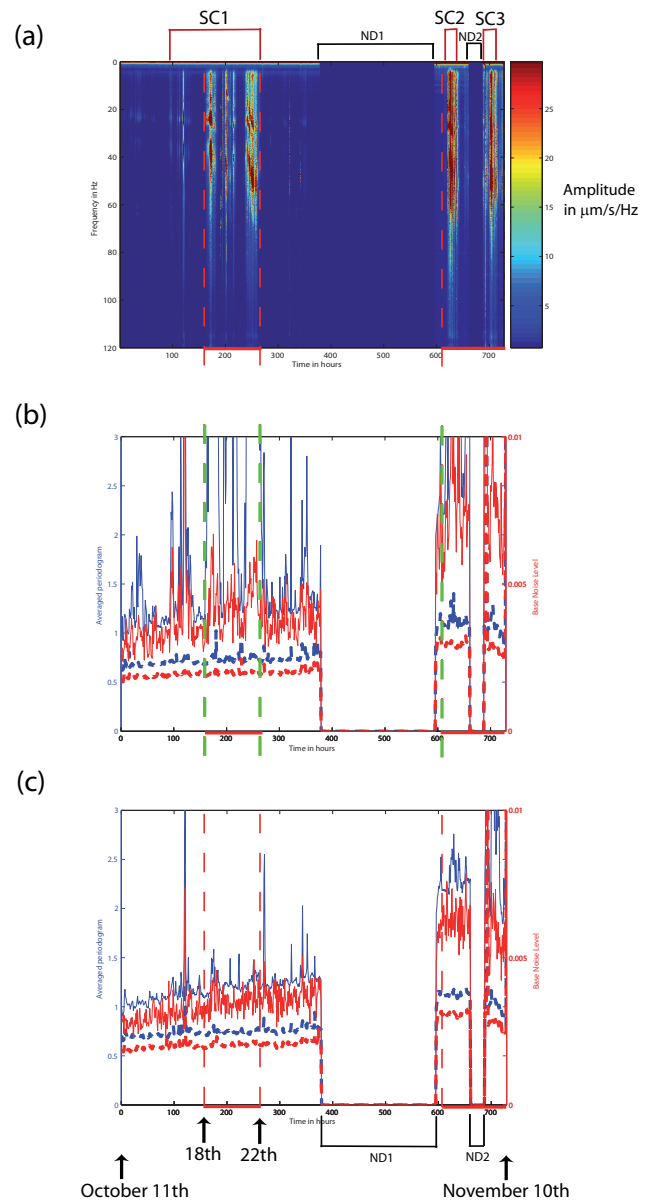 (a)
SC1
ND1
SC2
ND2
SC3
0
20
40
60
80
100
120
Frequency in Hz
100
200
300
400
500
600
700
Time in hours
25
20
15
10
5
Amplitude
in μm/s/Hz
(b)
3
2.5
2
1.5
1
0.5
0
Averaged periodogram
0.01
0.005
0
Base Noise Level
0
100
200
300
400
500
600
700
Time in hours
(c)
3
2.5
2
1.5
1
0.5
0
Averaged periodogram
0.01
0.005
0
Base Noise Level
0
100
200
300
400
500
600
700
Time in hours
ND1
ND2
18th
22th
October 11th
November 10th